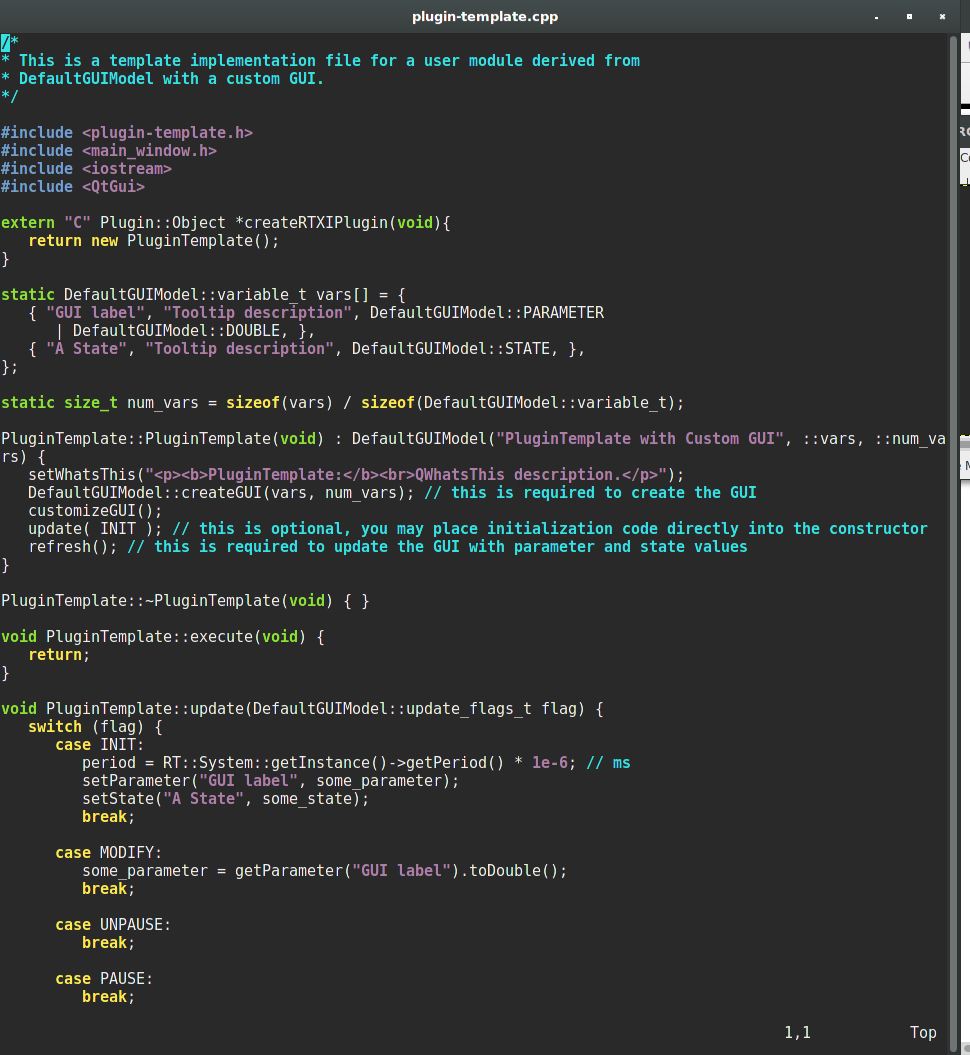 plugin-template.cpp
/*
* This is a template implementation file for a user module derived from
* DefaultGUIModel with a custom GUI.
*/

#include <plugin-template.h>
#include <main_window.h>
#include <iostream>
#include <QtGui>

extern "C" Plugin::Object *createRTXIPlugin(void){
   return new PluginTemplate();
}

static DefaultGUIModel::variable_t vars[] = {
   { "GUI label", "Tooltip description", DefaultGUIModel::PARAMETER
      | DefaultGUIModel::DOUBLE, },
   { "A State", "Tooltip description", DefaultGUIModel::STATE, },
};

static size_t num_vars = sizeof(vars) / sizeof(DefaultGUIModel::variable_t);

PluginTemplate::PluginTemplate(void) : DefaultGUIModel("PluginTemplate with Custom GUI", ::vars, ::num_va
rs) {
   setWhatsThis("<p><b>PluginTemplate:</b><br>QWhatsThis description.</p>");
   DefaultGUIModel::createGUI(vars, num_vars); // this is required to create the GUI
   customizeGUI();
   update( INIT ); // this is optional, you may place initialization code directly into the constructor
   refresh(); // this is required to update the GUI with parameter and state values
}

PluginTemplate::~PluginTemplate(void) { }

void PluginTemplate::execute(void) {
   return;
}

void PluginTemplate::update(DefaultGUIModel::update_flags_t flag) {
   switch (flag) {
      case INIT:
         period = RT::System::getInstance()->getPeriod() * 1e-6; // ms
         setParameter("GUI label", some_parameter);
         setState("A State", some_state);
         break;

      case MODIFY:
         some_parameter = getParameter("GUI label").toDouble();
         break;

      case UNPAUSE:
         break;

      case PAUSE:
         break;

1,1 Top